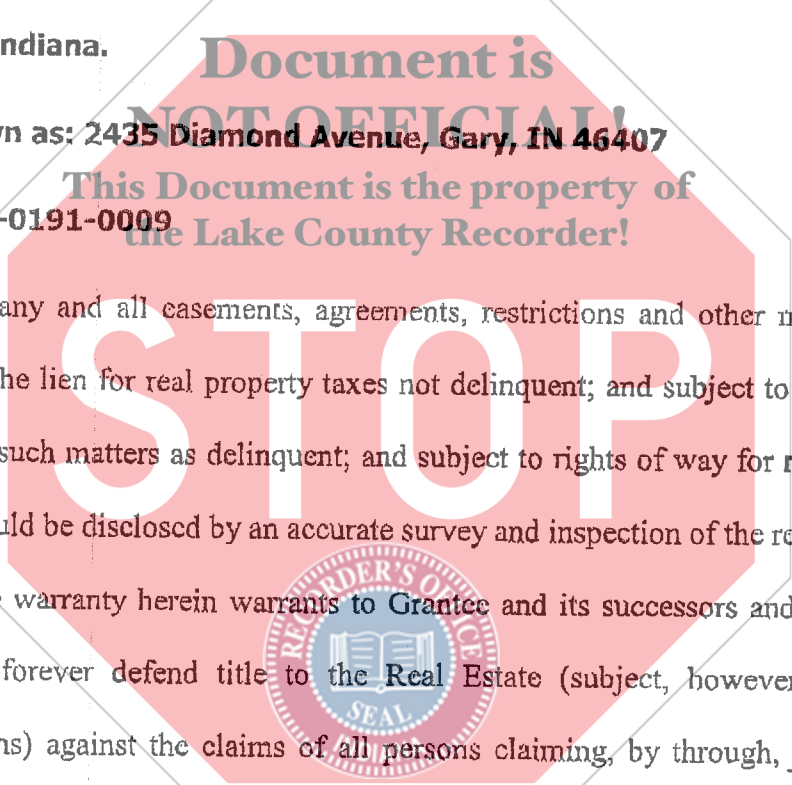 ndiana.
Document is
NOT OFFICIAL!
n as: 2435 Diamond Avenue, Gary, IN 46407
This Document is the property of
-0191-0009
the Lake County Recorder!
any and all easements, agreements, restrictions and other
STOP
he lien for real property taxes not delinquent; and subject to
such matters as delinquent; and subject to rights of way for
uld be disclosed by an accurate survey and inspection of the re
warranty herein warrants to Grantee and its successors and
RECORDER'S OFFICE
forever defend title to the Real Estate (subject, however
SEAL
ns) against the claims of all persons claiming, by through,